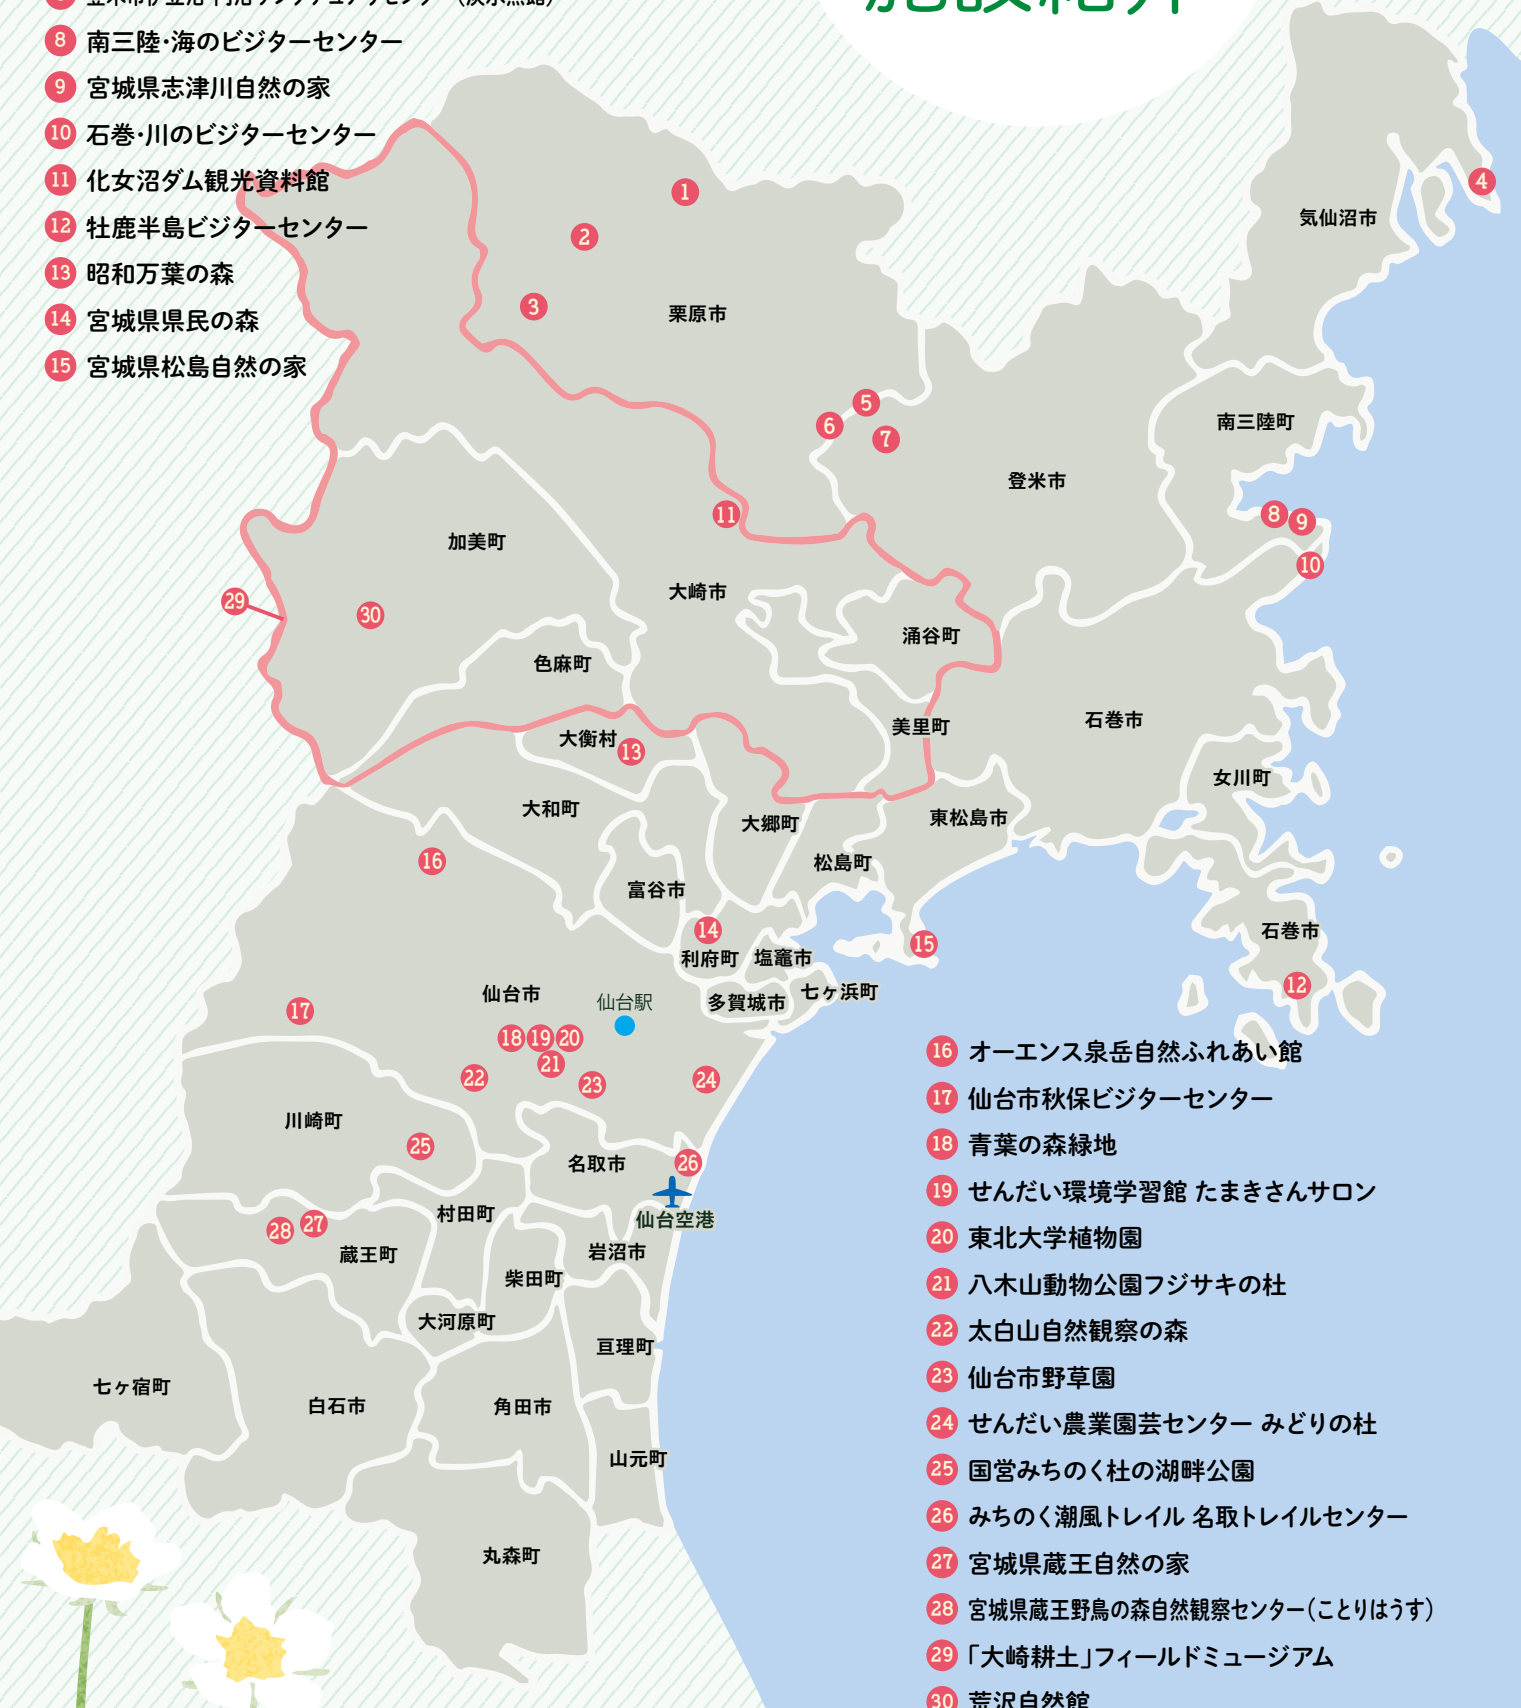 8 南三陸・海のビジターセンター
9 宮城県志津川自然の家
10 石巻・川のビジターセンター
11 化女沼ダム観光資料館
12 牡鹿半島ビジターセンター
13 昭和万葉の森
14 宮城県県民の森
15 宮城県松島自然の家
1
4
気仙沼市
2
3
栗原市
5
6
7
南三陸町
登米市
11
8
9
加美町
10
大崎市
29
30
涌谷町
色麻町
石巻市
美里町
大衡村
13
女川町
大和町
大郷町
東松島市
16
松島町
富谷市
14
石巻市
15
利府町
塩竈市
12
七ヶ浜町
仙台市
仙台駅
多賀城市
17
18
19
20
21
22
23
24
川崎町
25
名取市
26
村田町
仙台空港
28
27
蔵王町
岩沼市
柴田町
大河原町
亘理町
七ヶ宿町
白石市
角田市
山元町
丸森町
16 オーエンス泉岳自然ふれあい館
17 仙台市秋保ビジターセンター
18 青葉の森緑地
19 せんだい環境学習館 たまきさんサロン
20 東北大学植物園
21 八木山動物公園フジサキの杜
22 太白山自然観察の森
23 仙台市野草園
24 せんだい農業園芸センター みどりの杜
25 国営みちのく杜の湖畔公園
26 みちのく潮風トレイル 名取トレイルセンター
27 宮城県蔵王自然の家
28 宮城県蔵王野鳥の森自然観察センター（ことりはうす）
29 「大崎耕土」フィールドミュージアム
30 荒沢自然館